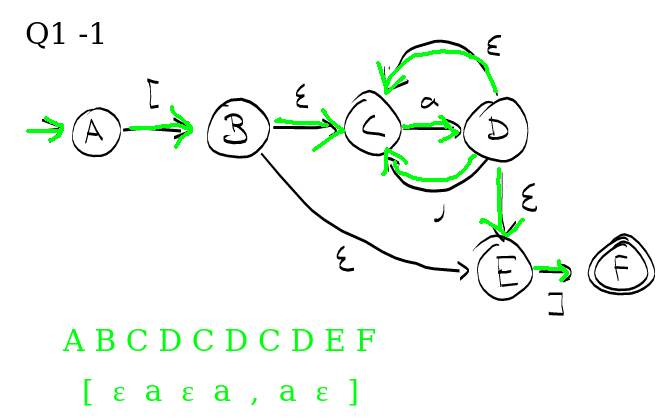 Q1 -1
[ ε a ε
A B C D
, ε
ε E F
]
A B C D C D C D E F
[ ε a ε a , a ε ]